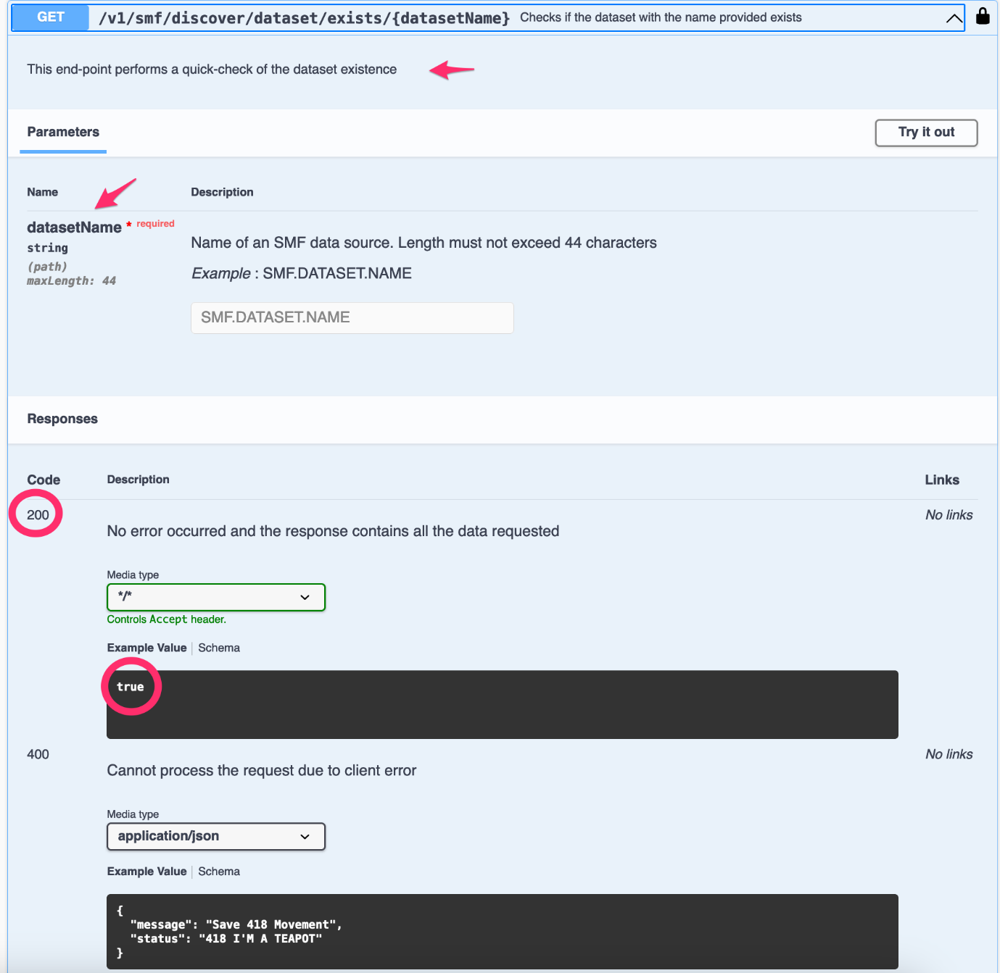 GET /v1/smf/discover/dataset/exists/{datasetName} Checks if the dataset with the name provided exists
This end-point performs a quick-check of the dataset existence
Parameters
Try it out
Name Description
datasetName * required
string
(path)
maxLength: 44
Name of an SMF data source. Length must not exceed 44 characters
Example : SMF.DATASET.NAME
SMF.DATASET.NAME
Responses
Code Description Links
200
No error occurred and the response contains all the data requested
No links
Media type
*/*
Controls Accept header.
Example Value | Schema
true
400
Cannot process the request due to client error
No links
Media type
application/json
Example Value | Schema
{
"message": "Save 418 Movement",
"status": "418 I'M A TEAPOT"
}